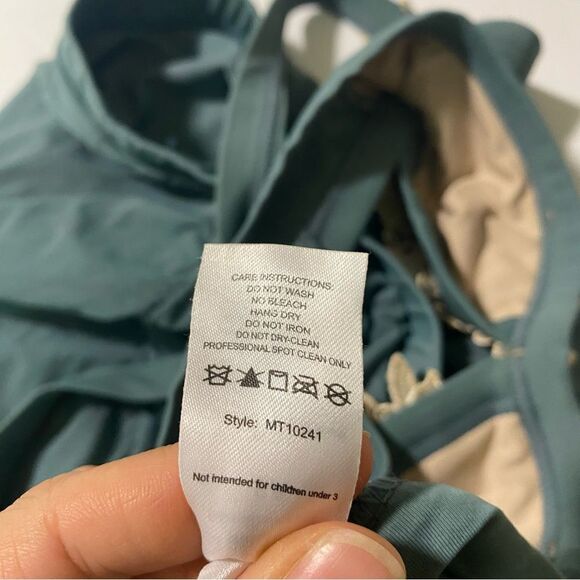 CARE INSTRUCTIONS:
DO NOT WASH
NO BLEACH
HANG DRY
DO NOT IRON
DO NOT DRY-CLEAN
PROFESSIONAL SPOT CLEAN ONLY
Style: MT10241
Not intended for children under 3